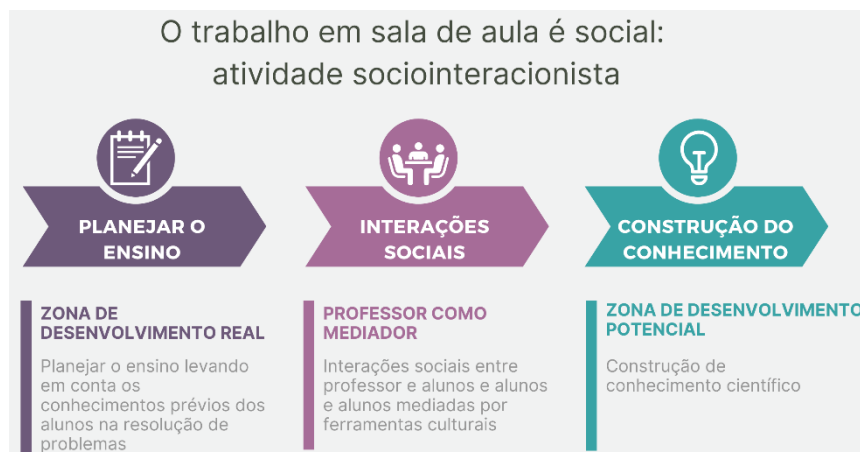 O trabalho em sala de aula é social:
atividade sociointeracionista
PLANEJAR O
ENSINO
INTERAÇÕES
SOCIAIS
CONSTRUÇÃO DO
CONHECIMENTO
ZONA DE
DESENVOLVIMENTO REAL
Planejar o ensino levando
em conta os
conhecimentos prévios dos
alunos na resolução de
problemas
PROFESSOR COMO
MEDIADOR
Interações sociais entre
professor e alunos e alunos
e alunos mediadas por
ferramentas culturais
ZONA DE DESENVOLVIMENTO
POTENCIAL
Construção de
conhecimento científico